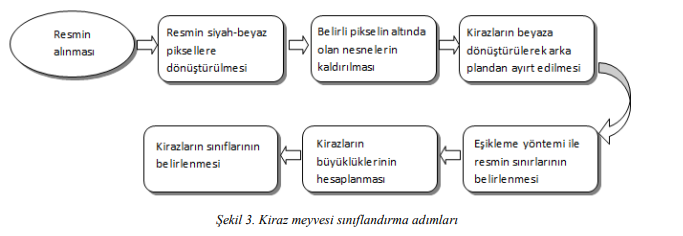 Resmin
alınması
Resmin siyah-beyaz
piksellere
dönüştürülmesi
Belirli pikselin altında
olan nesnelerin
kaldırılması
Kirazların beyaza
dönüştürülerek arka
plandan ayırt edilmesi
Eşikleme yöntemi ile
resmin sınırlarının
belirlenmesi
Kirazların
büyüklüklerinin
hesaplanması
Kirazların sınıflarının
belirlenmesi
Şekil 3. Kiraz meyvesi sınıflandırma adımları